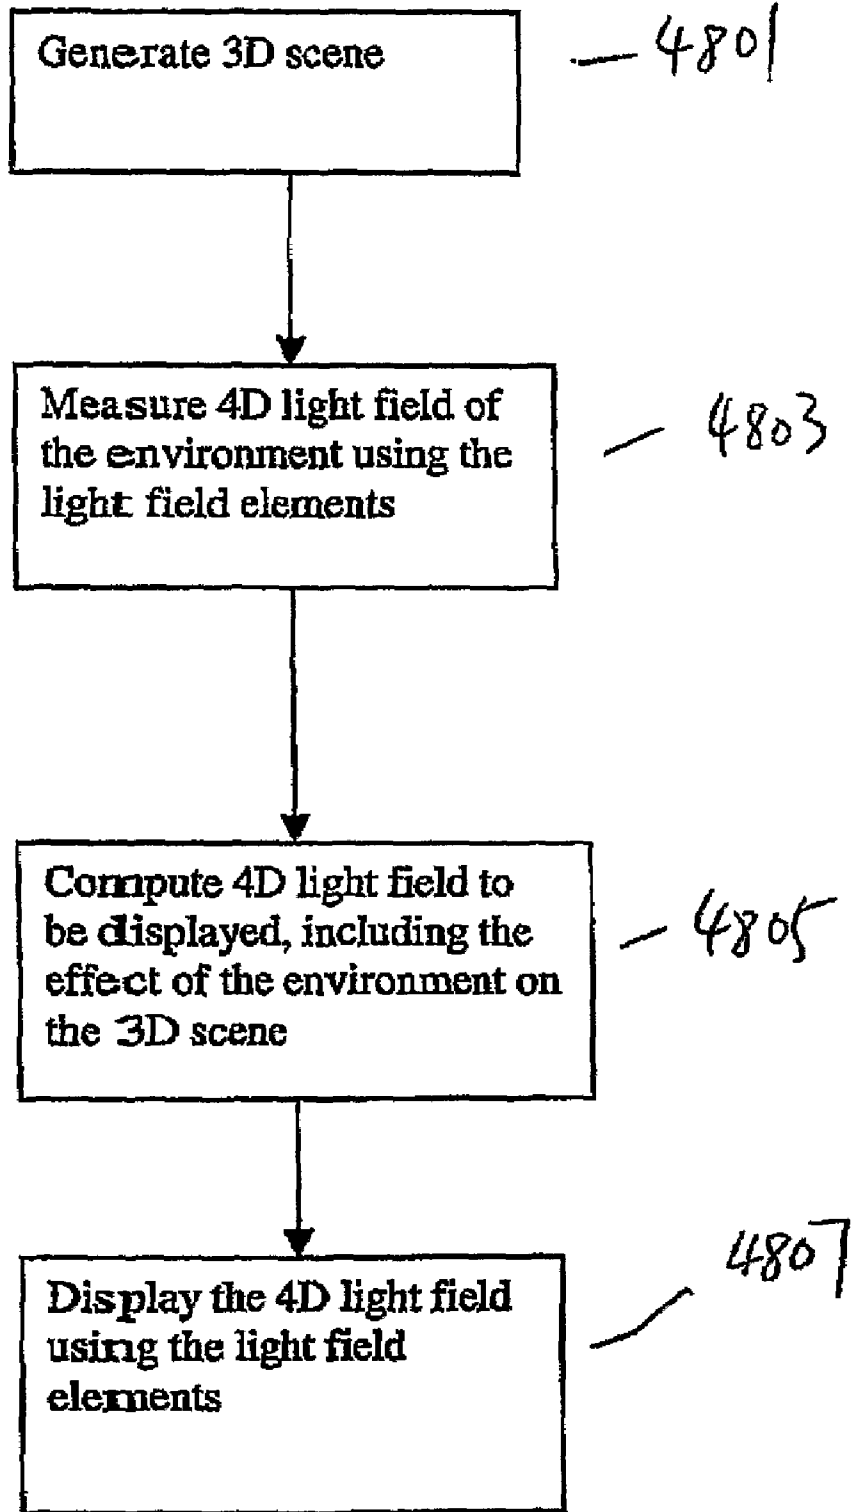 Generate 3D scene
4801
Measure 4D light field of
the environment using the
light field elements
4803
Compute 4D light field to
be displayed, including the
effect of the environment on
the 3D scene
4805
Display the 4D light field
using the light field
elements
4807